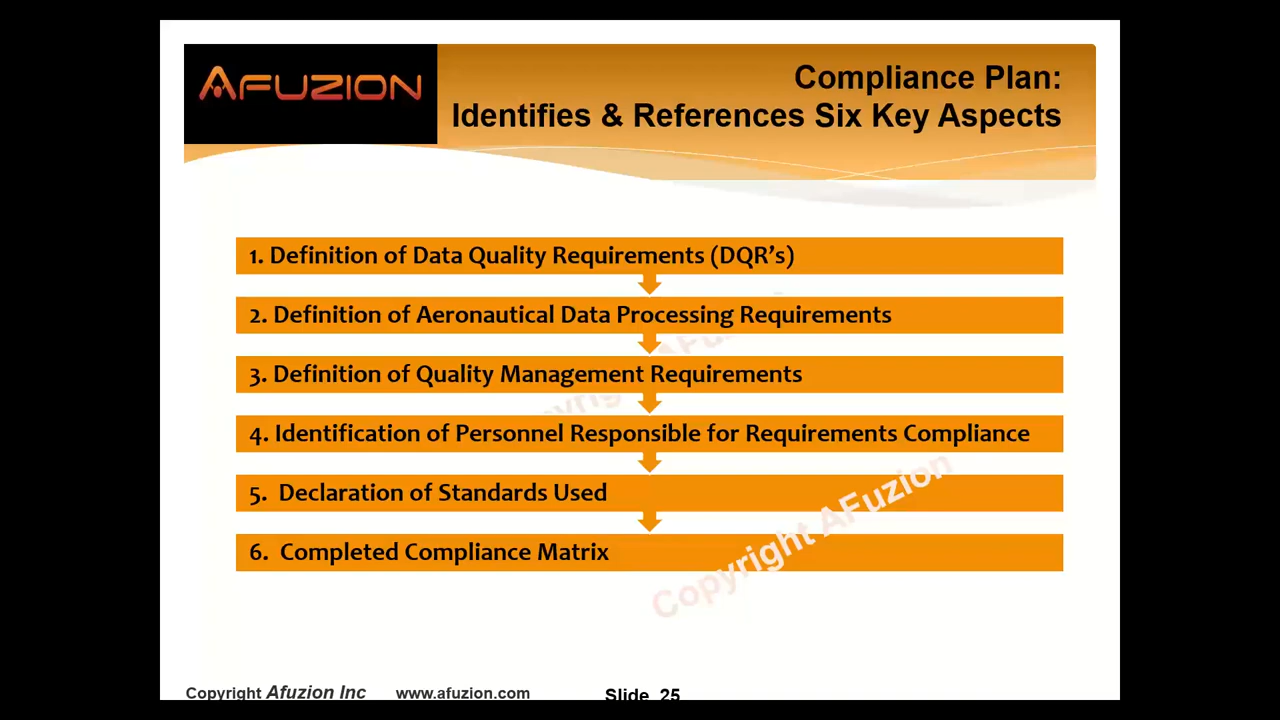 AFUZION
Compliance Plan:
Identifies & References Six Key Aspects
1. Definition of Data Quality Requirements (DQR’s)
2. Definition of Aeronautical Data Processing Requirements
3. Definition of Quality Management Requirements
4. Identification of Personnel Responsible for Requirements Compliance
5. Declaration of Standards Used
6. Completed Compliance Matrix
Copyright AFuzion
Copyright Afuzion Inc www.afuzion.com Slide 25